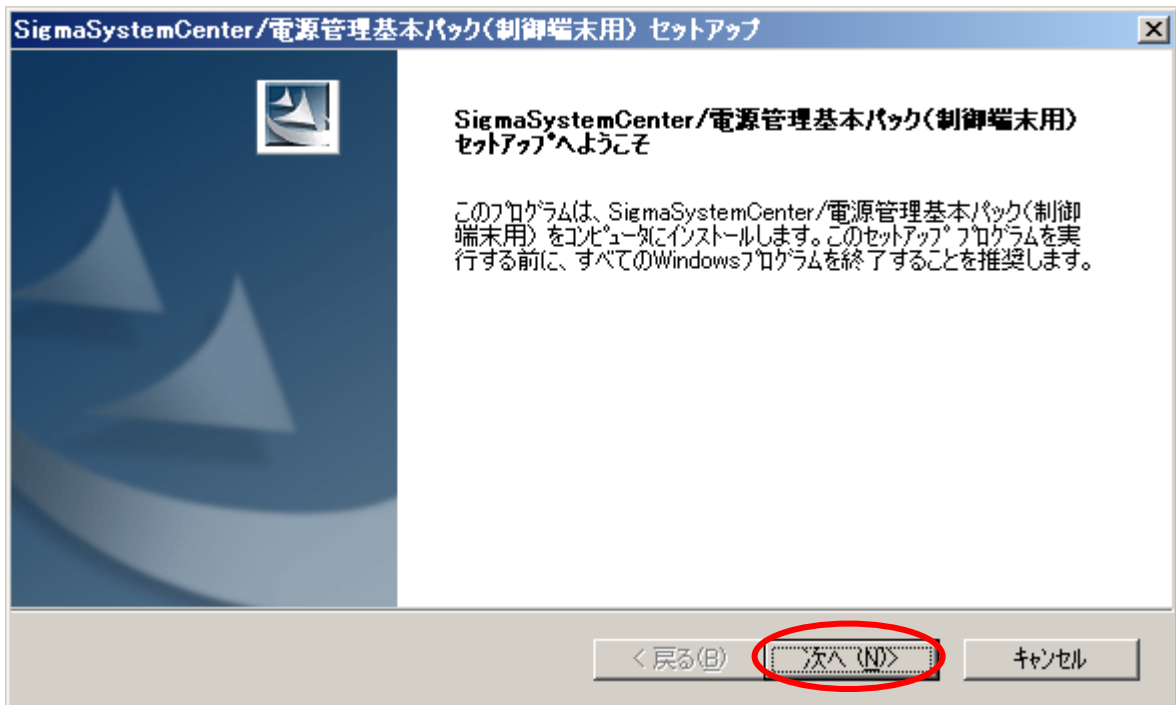 SigmaSystemCenter/電源管理基本パック(制御端末用) セットアップ
SigmaSystemCenter/電源管理基本パック(制御端末用)
ｾｯﾄｱｯﾌﾟへようこそ
このﾌﾟﾛｸﾞﾗﾑは、SigmaSystemCenter/電源管理基本パック(制御
端末用) をｺﾝﾋﾟｭｰﾀにインストールします。このｾｯﾄｱｯﾌﾟ ﾌﾟﾛｸﾞﾗﾑを実
行する前に、すべてのWindowsﾌﾟﾛｸﾞﾗﾑを終了することを推奨します。
< 戻る(B) 次へ (N)> ｷｬﾝｾﾙ